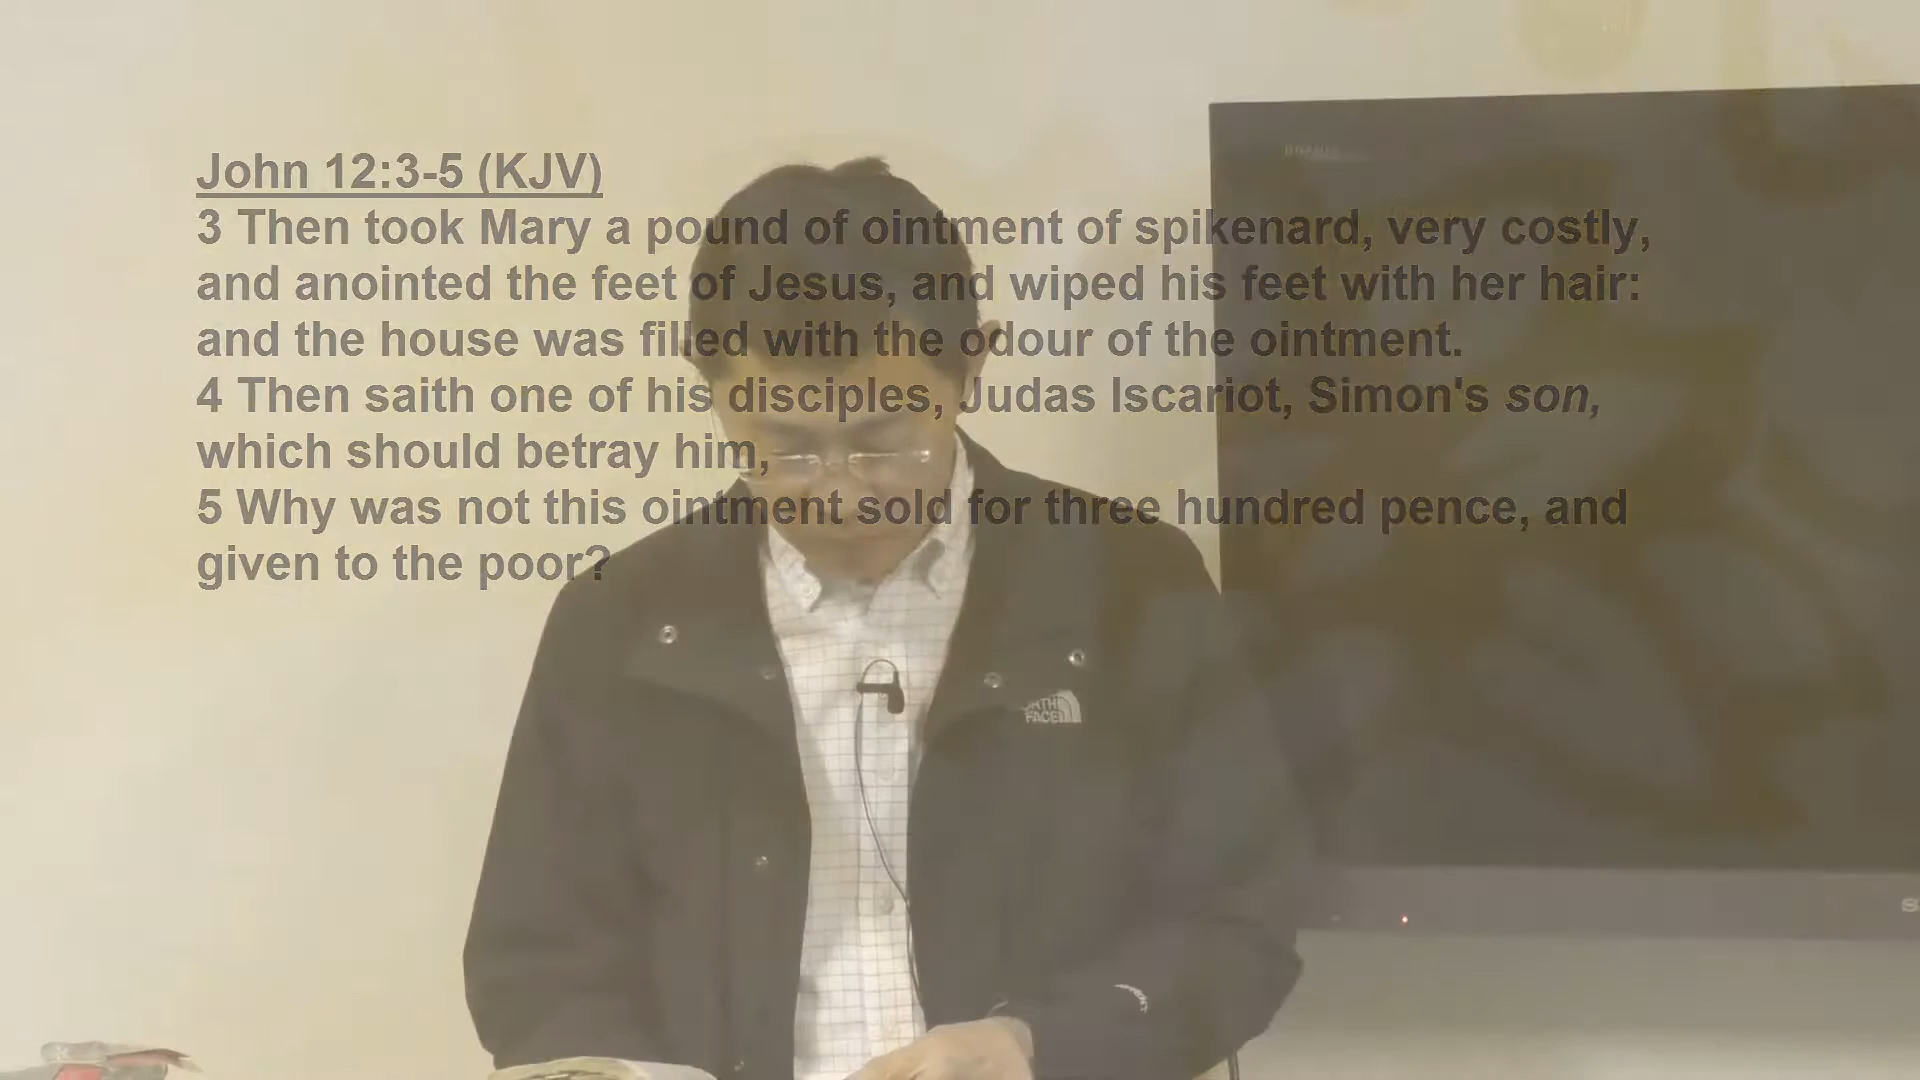 John 12:3-5 (KJV)
3 Then took Mary a pound of ointment of spikenard, very costly,
and anointed the feet of Jesus, and wiped his feet with her hair:
and the house was filled with the odour of the ointment.
4 Then saith one of his disciples, Judas Iscariot, Simon's son,
which should betray him,
5 Why was not this ointment sold for three hundred pence, and
given to the poor?
FACE